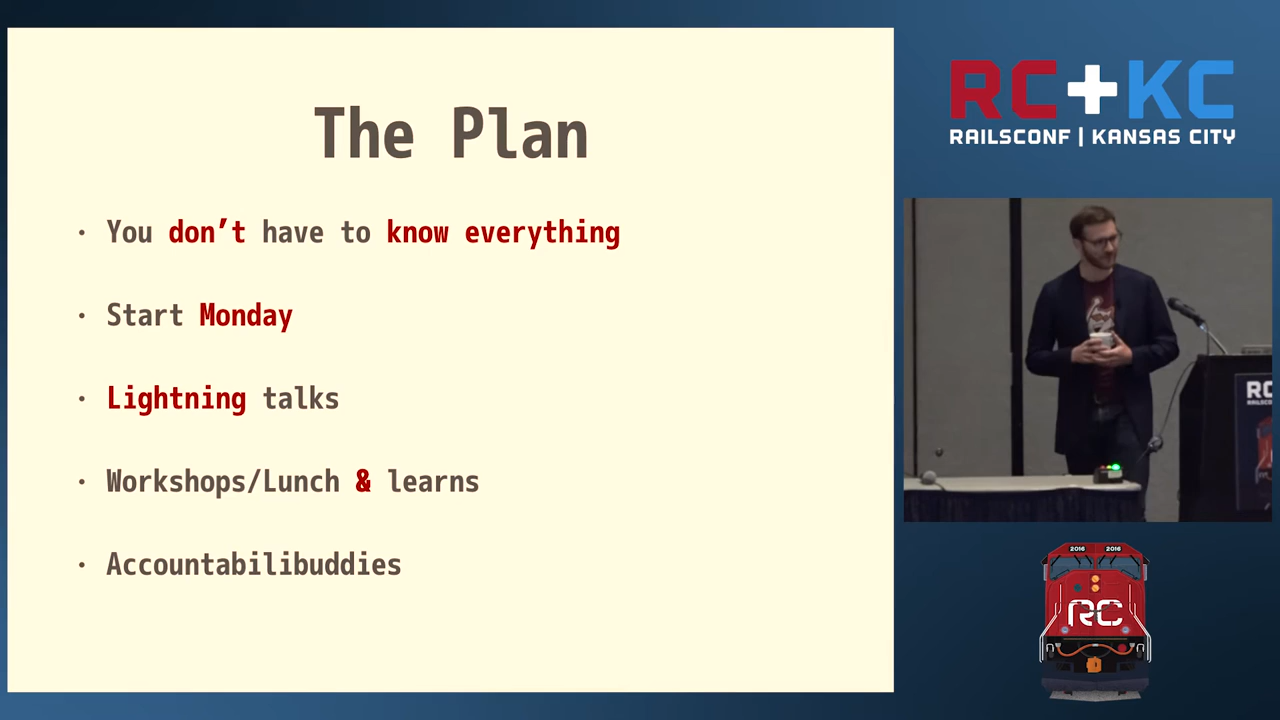 The Plan
· You don’t have to know everything
· Start Monday
· Lightning talks
· Workshops/Lunch & learns
· Accountabilibuddies
RC+KC
RAILSCONF | KANSAS CITY
RC
2016 2016
RC